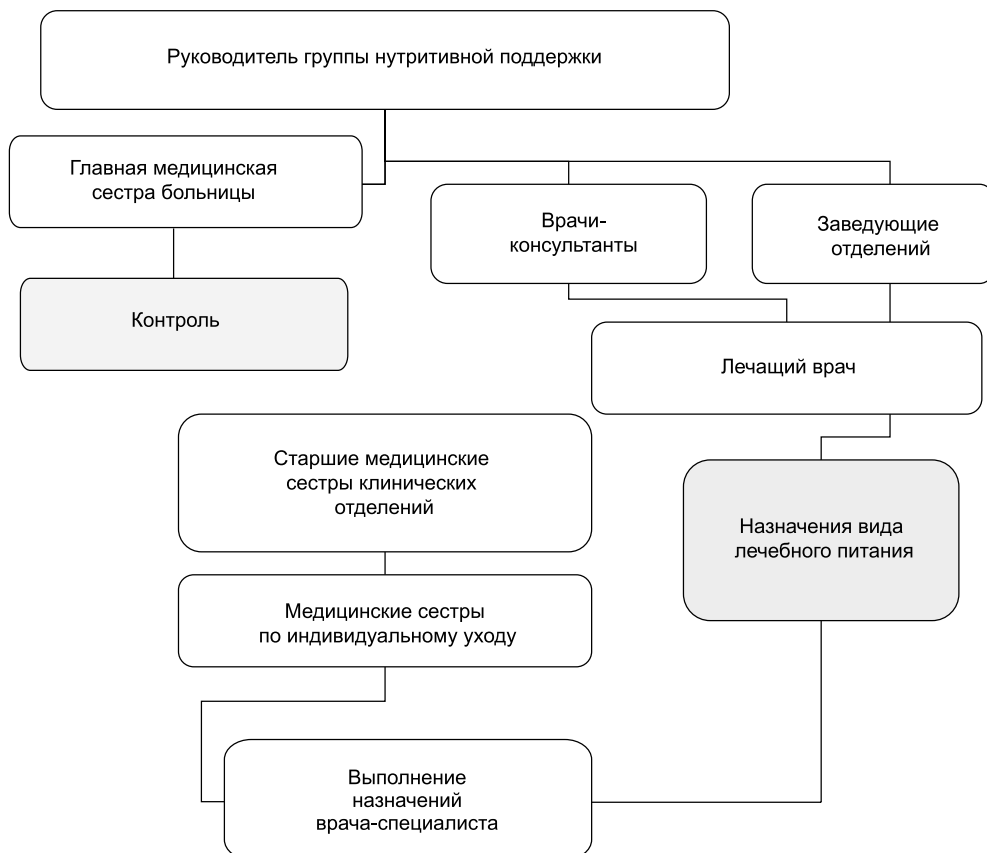 Руководитель группы нутритивной поддержки
Главная медицинская
сестра больницы
Врачи-
консультанты
Заведующие
отделений
Контроль
Лечащий врач
Старшие медицинские
сестры клинических
отделений
Назначения вида
лечебного питания
Медицинские сестры
по индивидуальному уходу
Выполнение
назначений
врача-специалиста